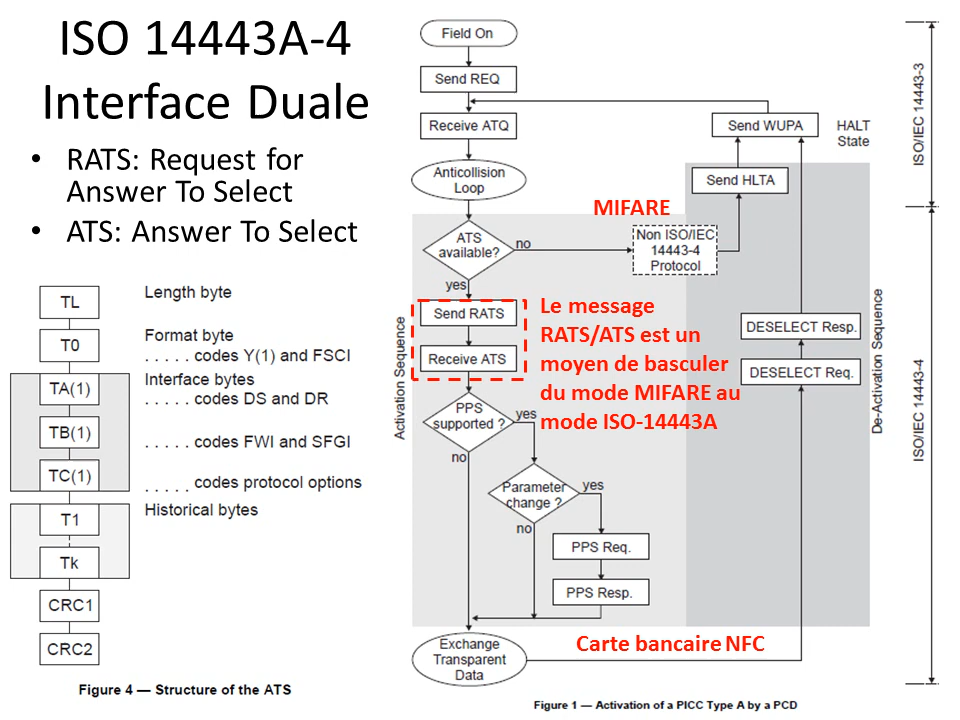 ISO 14443A-4
Interface Duale
• RATS: Request for
Answer To Select
• ATS: Answer To Select
TL
Length byte
T0
Format byte
. . . . . codes Y(1) and FSCI
TA(1)
Interface bytes
. . . . . codes DS and DR
TB(1)
. . . . . codes FWI and SFGI
TC(1)
. . . . . codes protocol options
T1
Historical bytes
Tk
CRC1
CRC2
Figure 4 — Structure of the ATS
Field On
Send REQ
Receive ATQ
Anticollision
Loop
ATS
available?
no
yes
Send RATS
Receive ATS
PPS
supported ?
yes
no
Parameter
change ?
yes
no
PPS Req.
PPS Resp.
Exchange
Transparent
Data
MIFARE
Non ISO/IEC
14443-4
Protocol
Send WUPA
HALT
State
Send HLTA
Le message
RATS/ATS est un
moyen de basculer
du mode MIFARE au
mode ISO-14443A
DESELECT Resp.
DESELECT Req.
Carte bancaire NFC
Activation Sequence
De-Activation Sequence
ISO/IEC 14443-3
ISO/IEC 14443-4
Figure 1 — Activation of a PICC Type A by a PCD